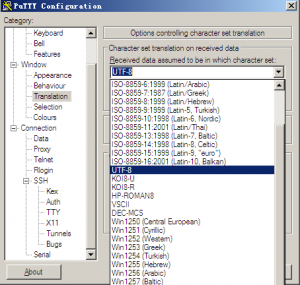 PuTTY Configuration
Category:
Keyboard
Bell
Features
Window
Appearance
Behaviour
Translation
Selection
Colours
Connection
Data
Proxy
Telnet
Rlogin
SSH
Kex
Auth
TTY
X11
Tunnels
Bugs
Serial
About
Options controlling character set translation
Character set translation on received data
Received data assumed to be in which character set:
UTF-8
ISO-8859-6:1999 (Latin/Arabic)
ISO-8859-7:1987 (Latin/Greek)
ISO-8859-8:1999 (Latin/Hebrew)
ISO-8859-9:1999 (Latin-5, Turkish)
ISO-8859-10:1998 (Latin-6, Nordic)
ISO-8859-11:2001 (Latin/Thai)
ISO-8859-13:1998 (Latin-7, Baltic)
ISO-8859-14:1998 (Latin-8, Celtic)
ISO-8859-15:1999 (Latin-9, "euro")
ISO-8859-16:2001 (Latin-10, Balkan)
UTF-8
KOI8-U
KOI8-R
HP-ROMAN8
VSCII
DEC-MCS
Win1250 (Central European)
Win1251 (Cyrillic)
Win1252 (Western)
Win1253 (Greek)
Win1254 (Turkish)
Win1255 (Hebrew)
Win1256 (Arabic)
Win1257 (Baltic)